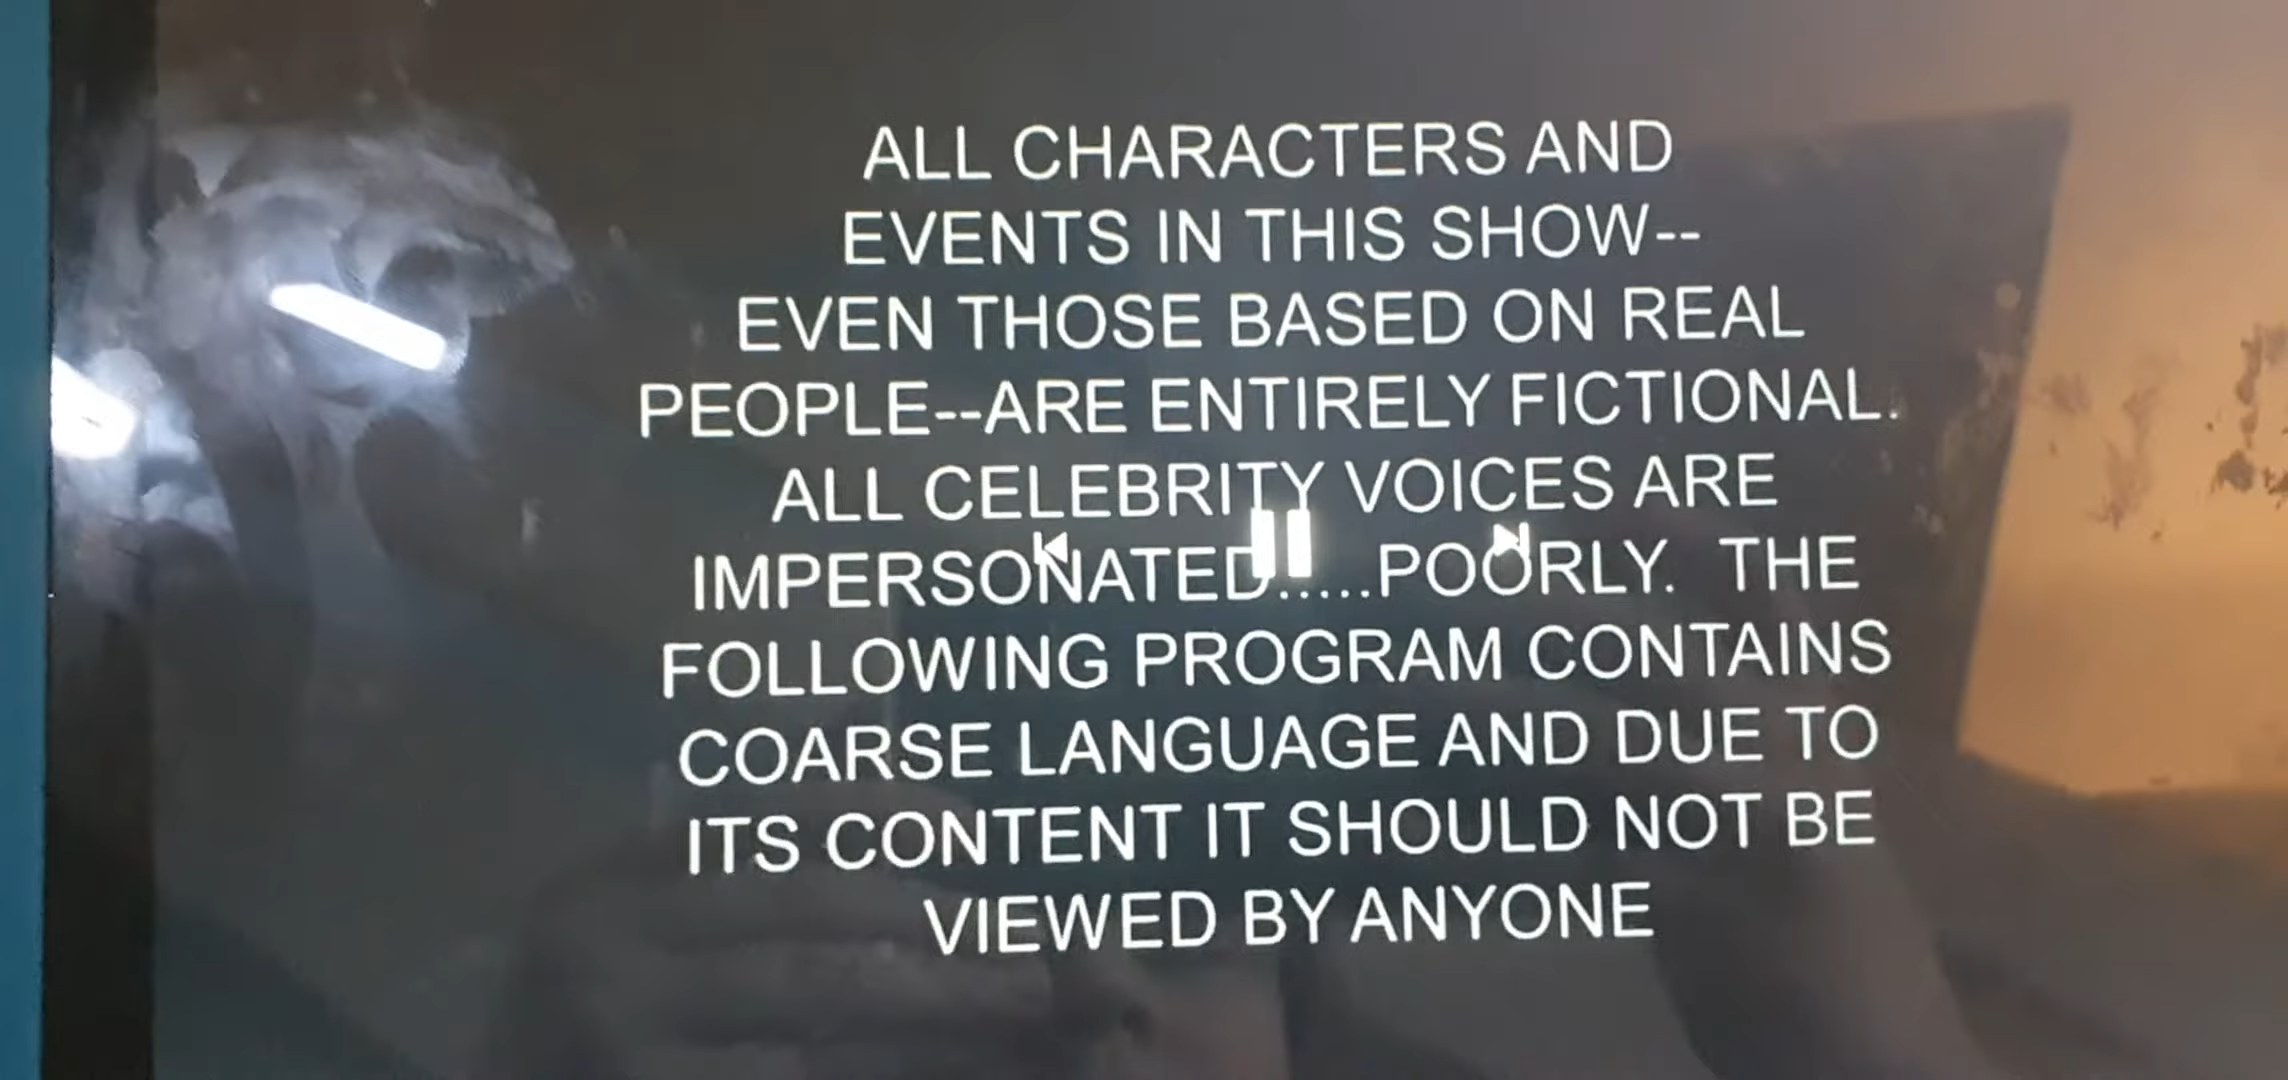 ALL CHARACTERS AND
EVENTS IN THIS SHOW--
EVEN THOSE BASED ON REAL
PEOPLE--ARE ENTIRELY FICTIONAL.
ALL CELEBRITY VOICES ARE
IMPERSONATED.....POORLY. THE
FOLLOWING PROGRAM CONTAINS
COARSE LANGUAGE AND DUE TO
ITS CONTENT IT SHOULD NOT BE
VIEWED BY ANYONE